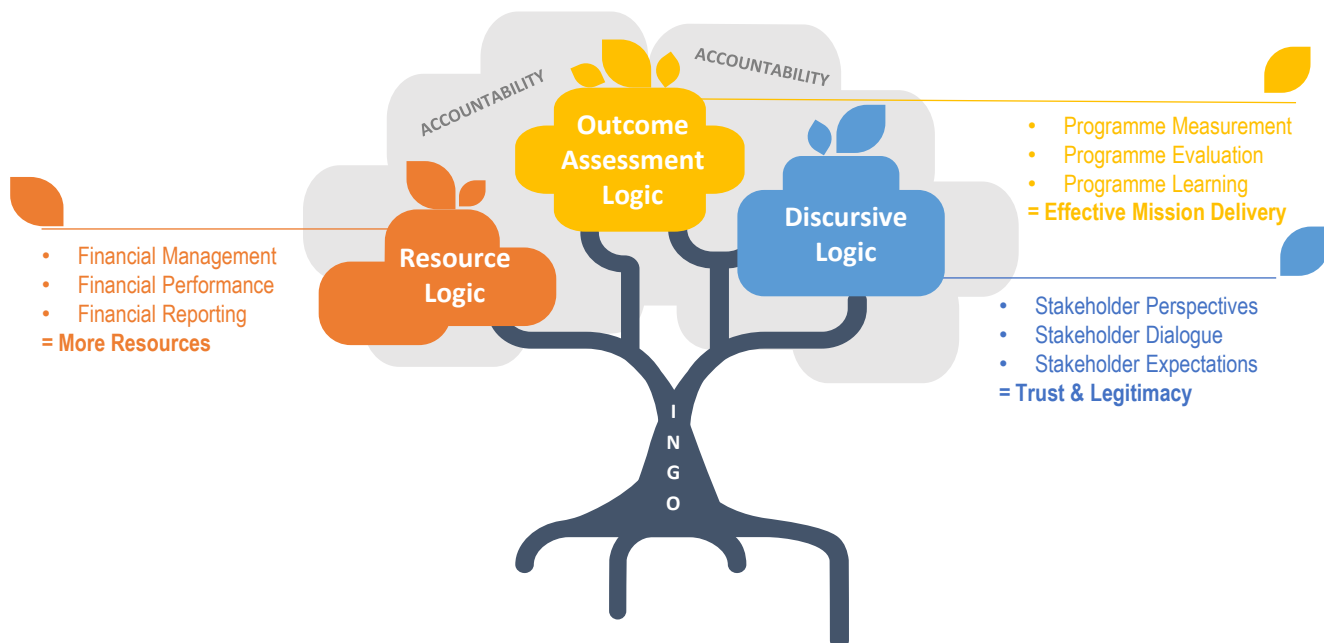 ACCOUNTABILITY
ACCOUNTABILITY
Outcome
Assessment
Logic
• Programme Measurement
• Programme Evaluation
• Programme Learning
= Effective Mission Delivery
Discursive
Logic
Resource
Logic
• Financial Management
• Financial Performance
• Financial Reporting
= More Resources
• Stakeholder Perspectives
• Stakeholder Dialogue
• Stakeholder Expectations
= Trust & Legitimacy
I
N
G
O